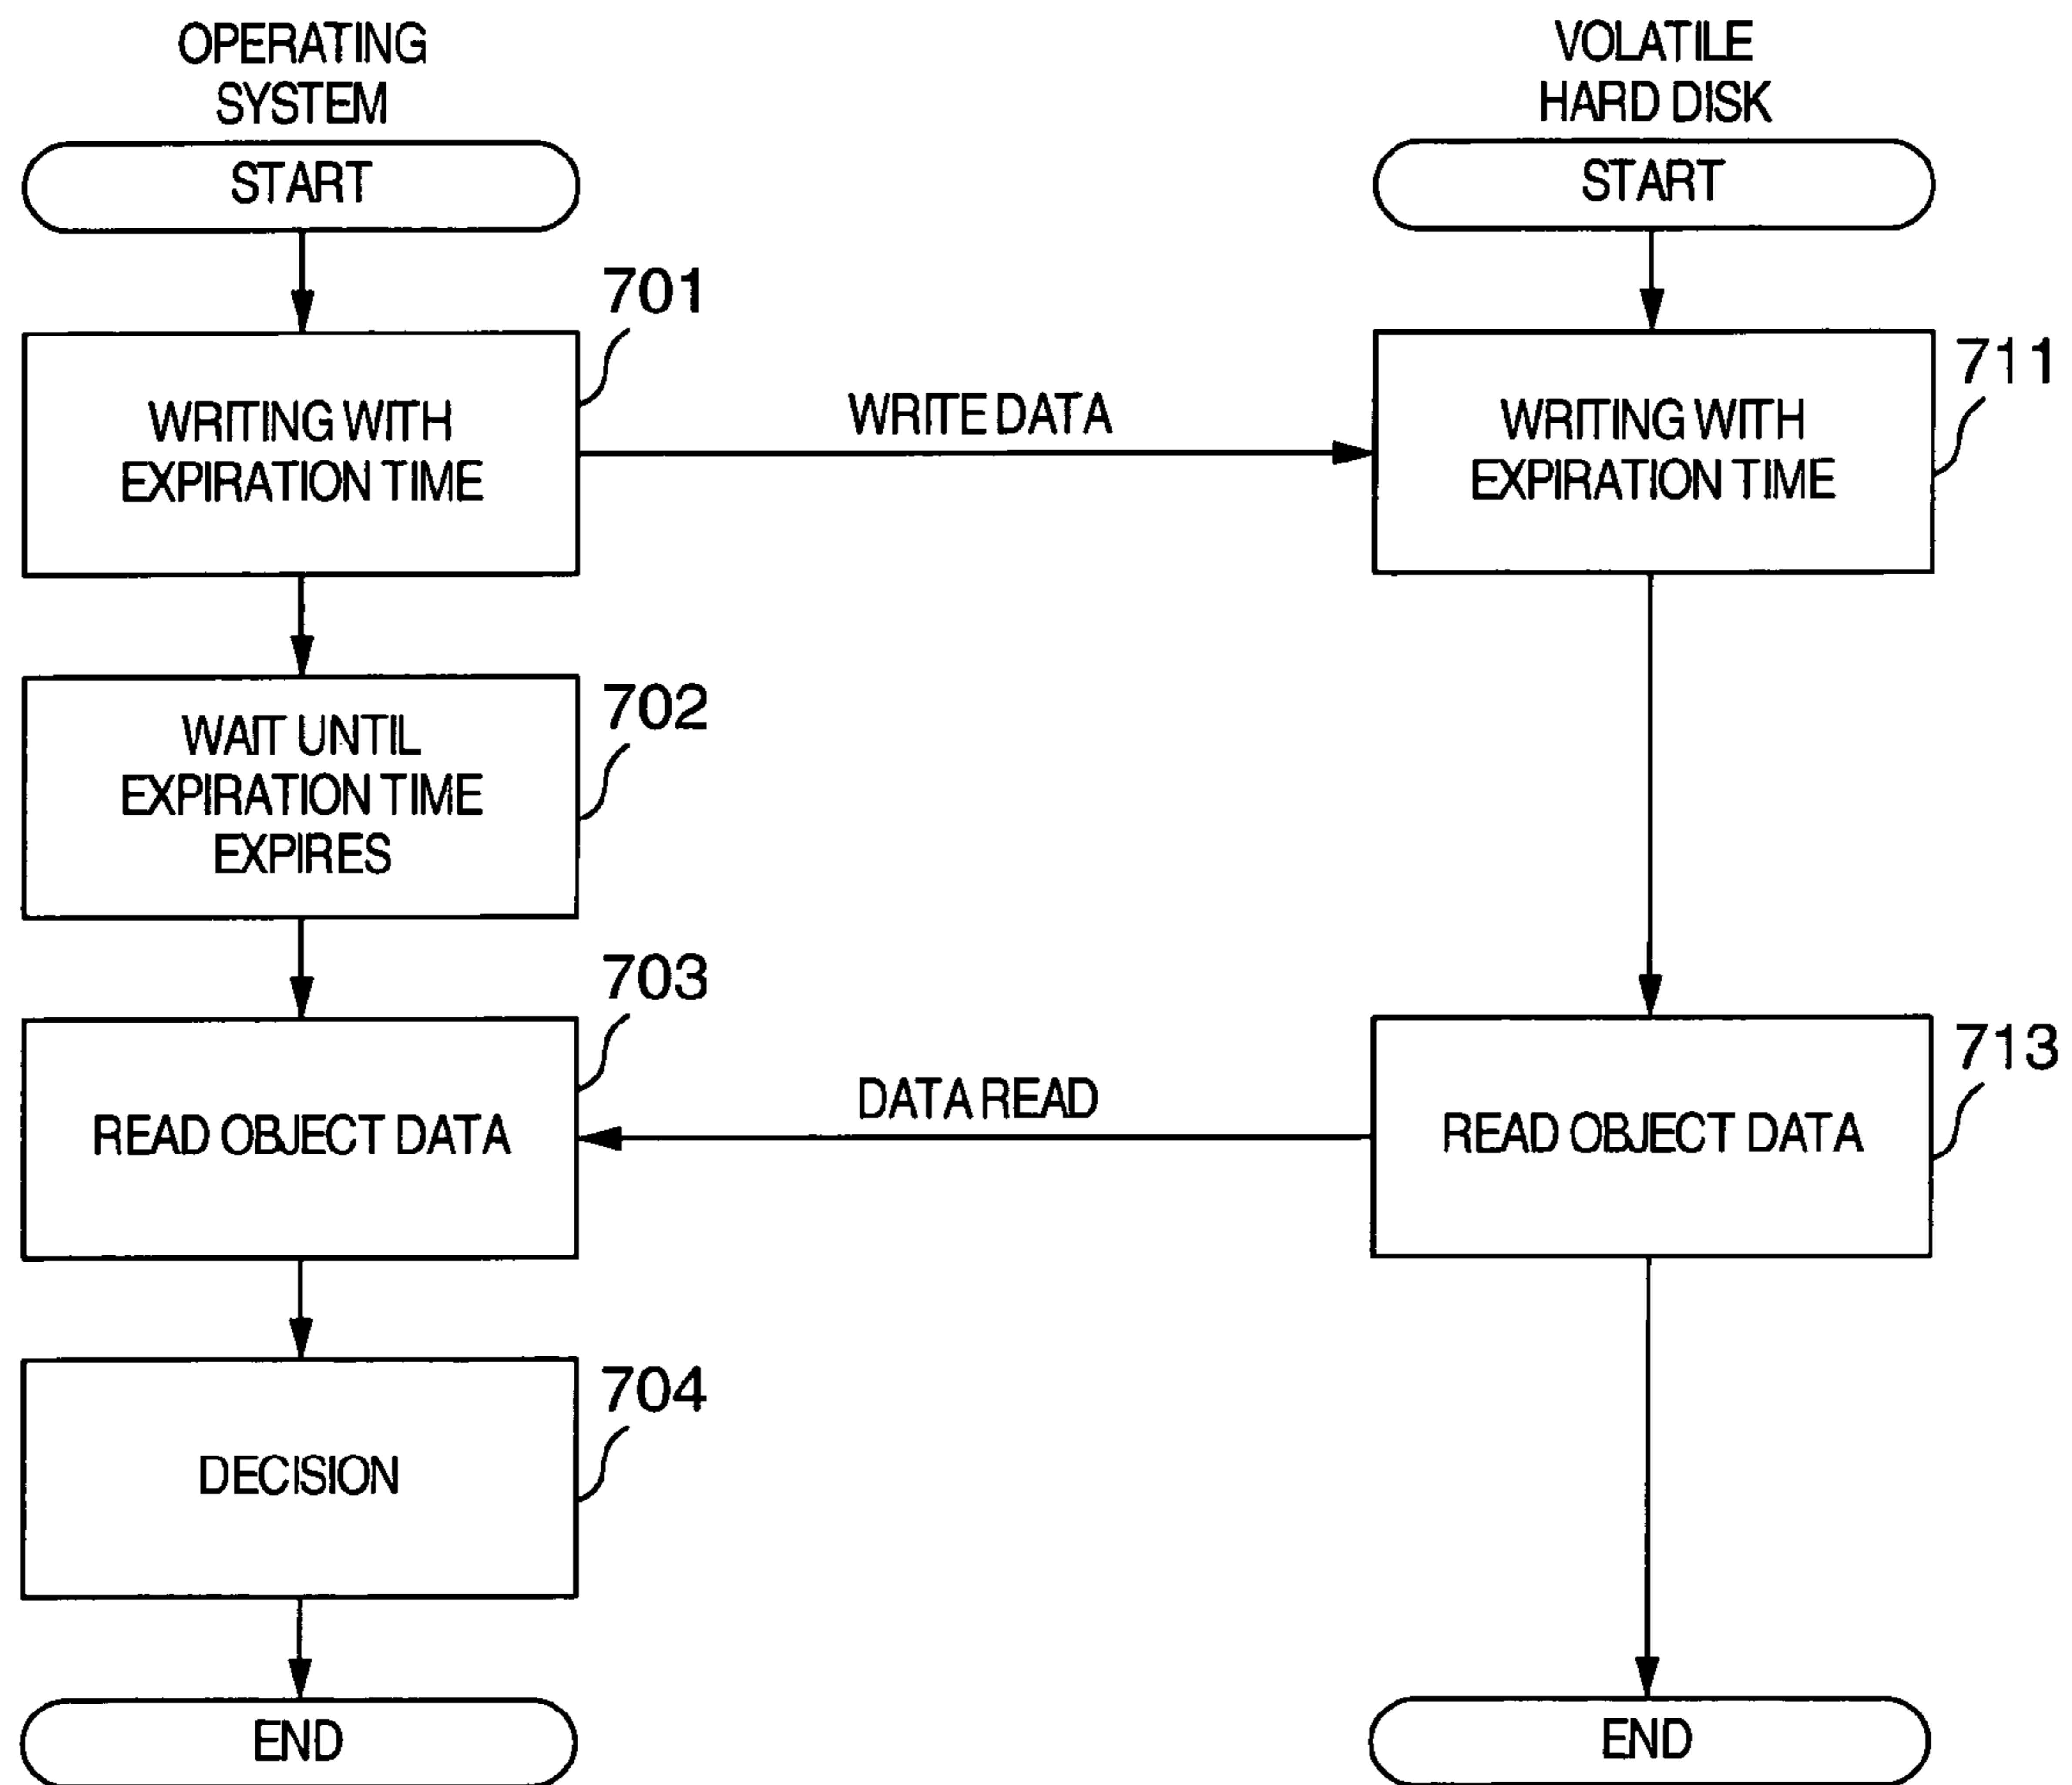 OPERATING
SYSTEM
START
701
WRITING WITH
EXPIRATION TIME
702
WAIT UNTIL
EXPIRATION TIME
EXPIRES
703
READ OBJECT DATA
704
DECISION
END
WRITE DATA
DATA READ
VOLATILE
HARD DISK
START
711
WRITING WITH
EXPIRATION TIME
713
READ OBJECT DATA
END